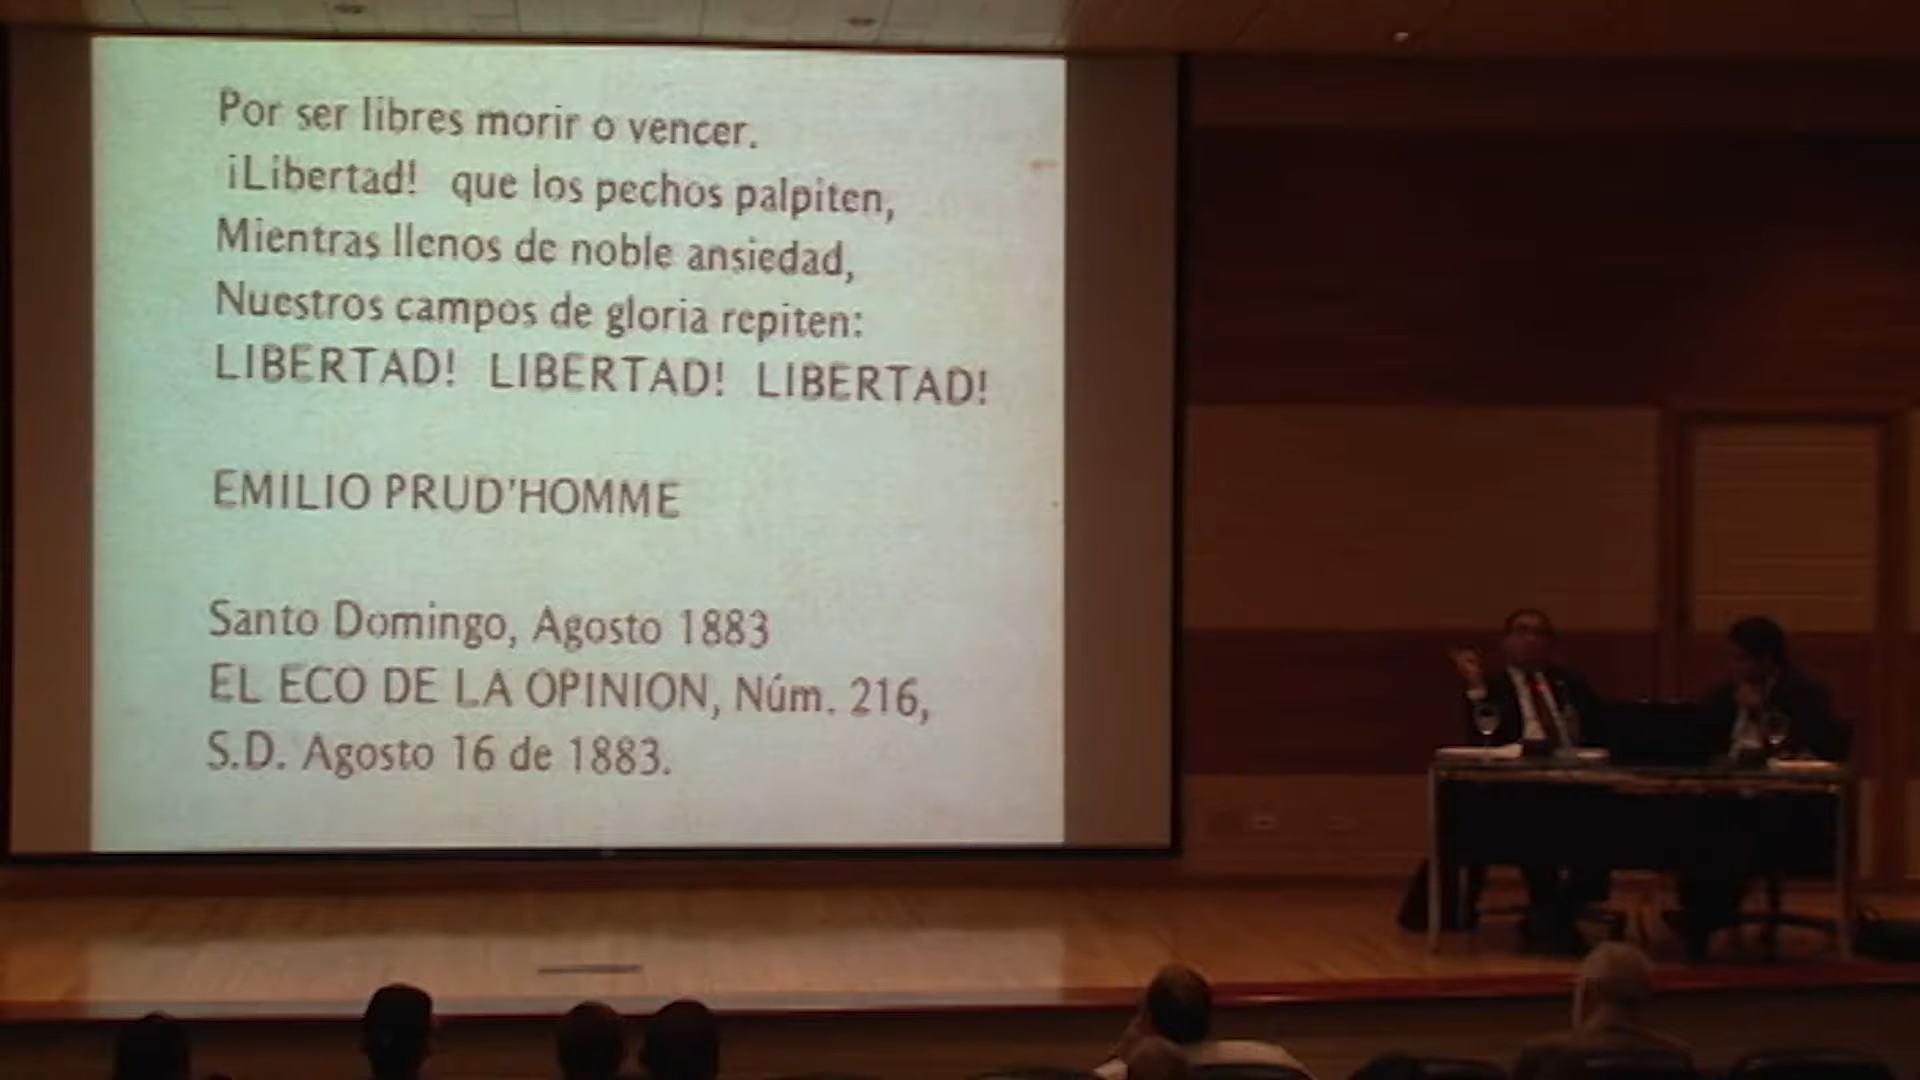 Por ser libres morir o vencer.
¡Libertad! que los pechos palpiten,
Mientras llenos de noble ansiedad,
Nuestros campos de gloria repiten:
LIBERTAD! LIBERTAD! LIBERTAD!
EMILIO PRUD'HOMME
Santo Domingo, Agosto 1883
EL ECO DE LA OPINION, Núm. 216,
S.D. Agosto 16 de 1883.